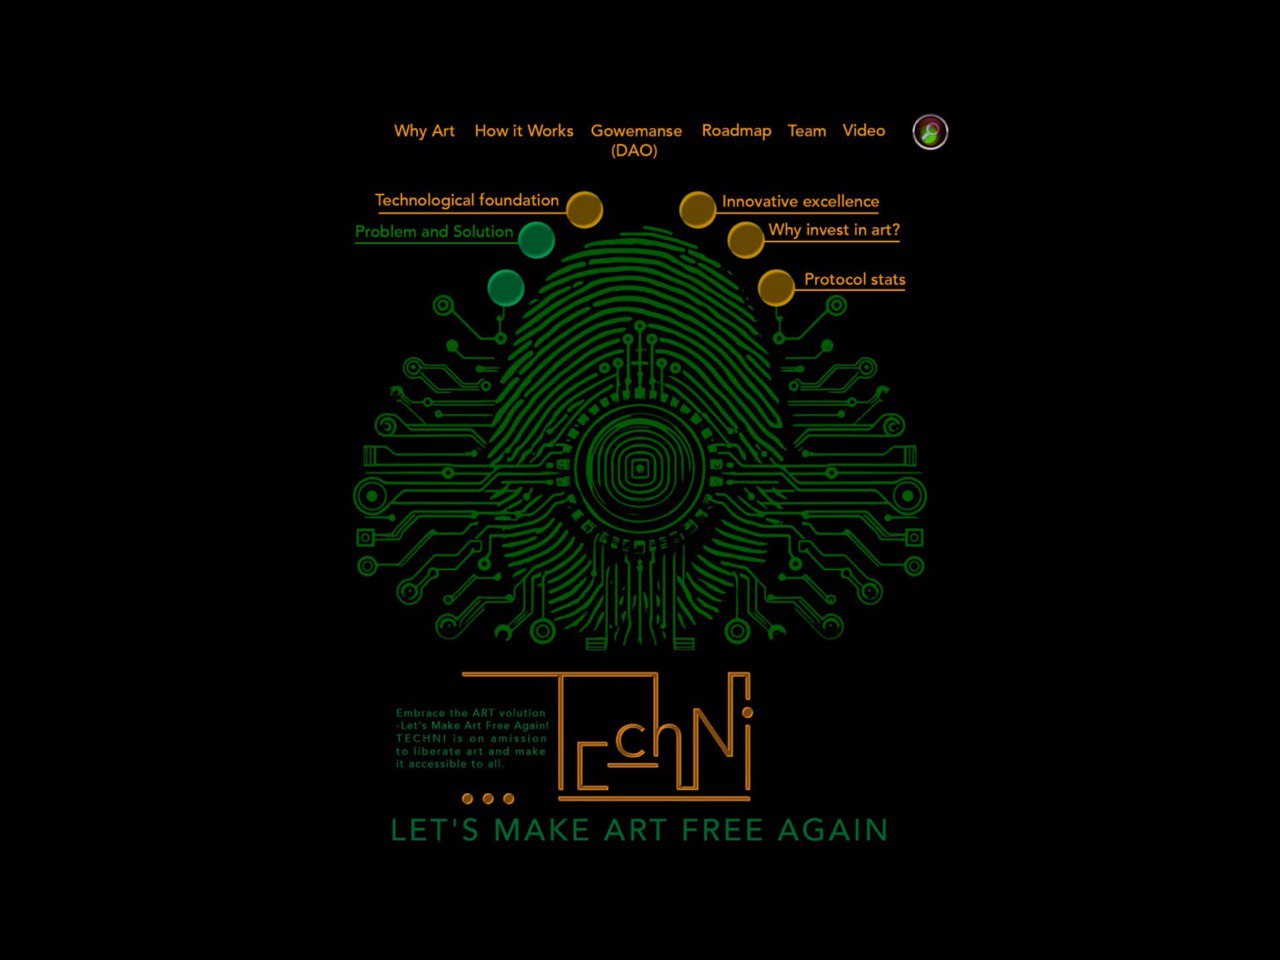 Why Art How it Works Gowemanse Roadmap Team Video
(DAO)
Technological foundation
Innovative excellence
Problem and Solution
Why invest in art?
Protocol stats
TEchNi
Embrace the ART volution
-Let's Make Art Free Again!
TECHNI is on amission
to liberate art and make
it accessible to all.
LET'S MAKE ART FREE AGAIN